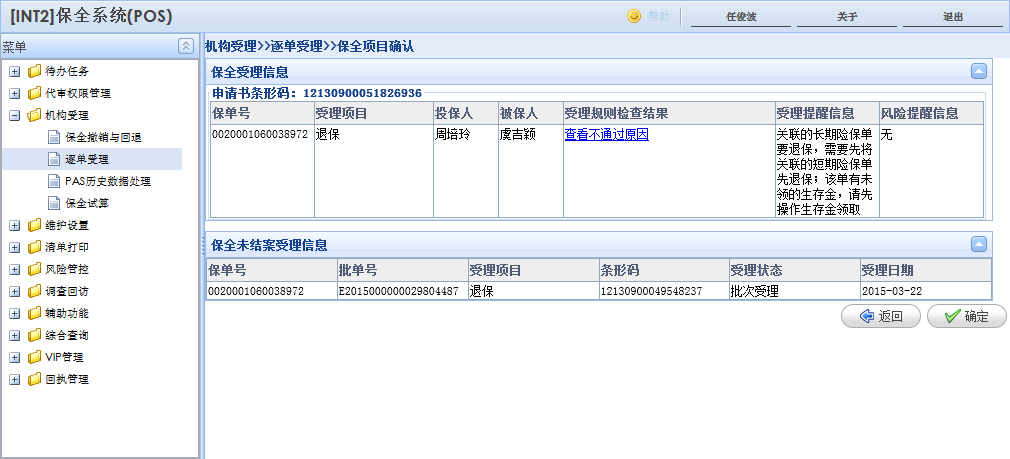 [INT2]保全系统(POS)
帮助
任俊波
关于
退出
菜单
待办任务
代审权限管理
机构受理
保全撤销与回退
逐单受理
PAS历史数据处理
保全试算
维护设置
清单打印
风险管控
调查回访
辅助功能
综合查询
VIP管理
回执管理
机构受理>>逐单受理>>保全项目确认
保全受理信息
申请书条形码：12130900051826936
保单号 受理项目 投保人 被保人 受理规则检查结果 受理提醒信息 风险提醒信息
0020001060038972 退保 周培玲 虞吉颖 查看不通过原因 关联的长期险保单 无
要退保，需要先将
关联的短期险保单
先退保；该单有未
领的生存金，请先
操作生存金领取
保全未结案受理信息
保单号 批单号 受理项目 条形码 受理状态 受理日期
0020001060038972 E2015000000029804487 退保 12130900049548237 批次受理 2015-03-22
返回
确定